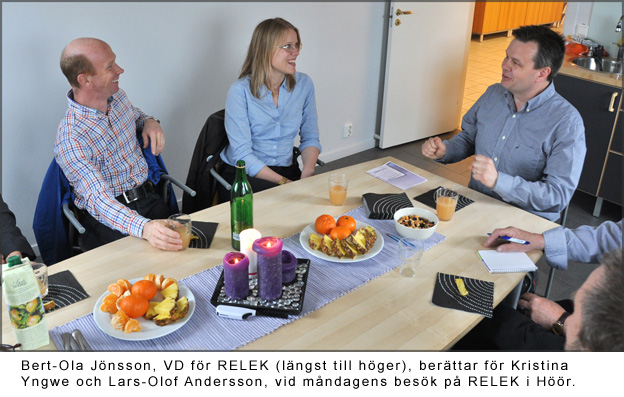 Bert-Ola Jönsson, VD för RELEK (längst till höger), berättar för Kristina
Yngwe och Lars-Olof Andersson, vid måndagens besök på RELEK i Höör.